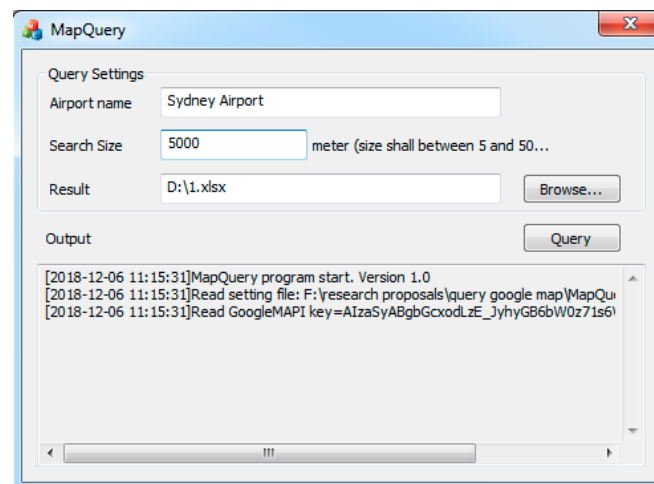 MapQuery
Query Settings
Airport name Sydney Airport
Search Size 5000 meter (size shall between 5 and 50...
Result D:\1.xlsx Browse...
Output Query
[2018-12-06 11:15:31]MapQuery program start. Version 1.0
[2018-12-06 11:15:31]Read setting file: F:\research proposals\query google map\MapQu
[2018-12-06 11:15:31]Read GoogleMAPI key=AIzaSyABgbGcxodLzE_JyhyGB6bW0z71s6